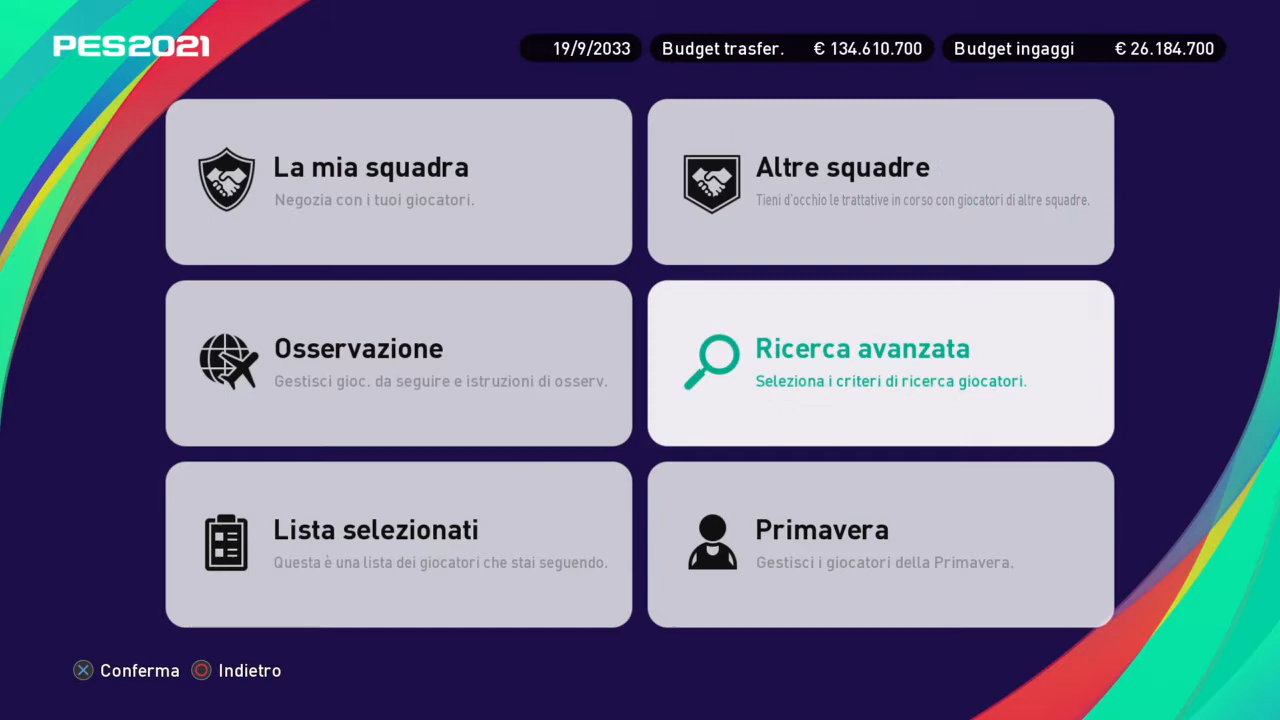 PES2021
19/9/2033
Budget trasfer. € 134.610.700
Budget ingaggi € 26.184.700
La mia squadra
Negozia con i tuoi giocatori.
Altre squadre
Tieni d'occhio le trattative in corso con giocatori di altre squadre.
Osservazione
Gestisci gioc. da seguire e istruzioni di osserv.
Ricerca avanzata
Seleziona i criteri di ricerca giocatori.
Lista selezionati
Questa è una lista dei giocatori che stai seguendo.
Primavera
Gestisci i giocatori della Primavera.
Conferma Indietro